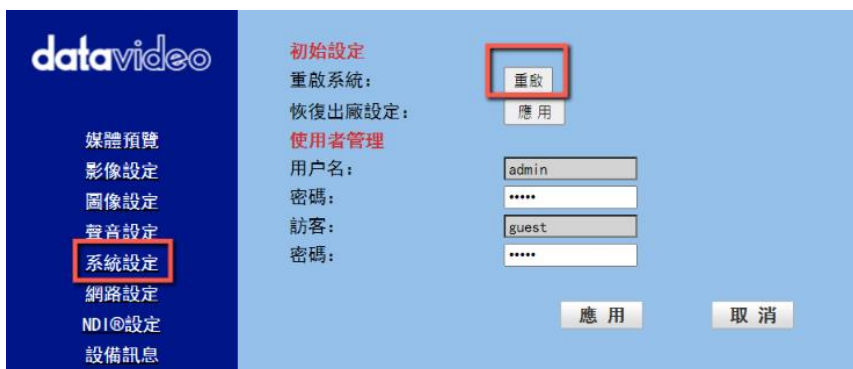 datavideo
媒體預覽
影像設定
圖像設定
聲音設定
系統設定
網路設定
NDI®設定
設備訊息
初始設定
重啟系統: 重啟
恢復出廠設定: 應用
使用者管理
用户名: admin
密碼: •••••
訪客: guest
密碼: •••••
應用 取消